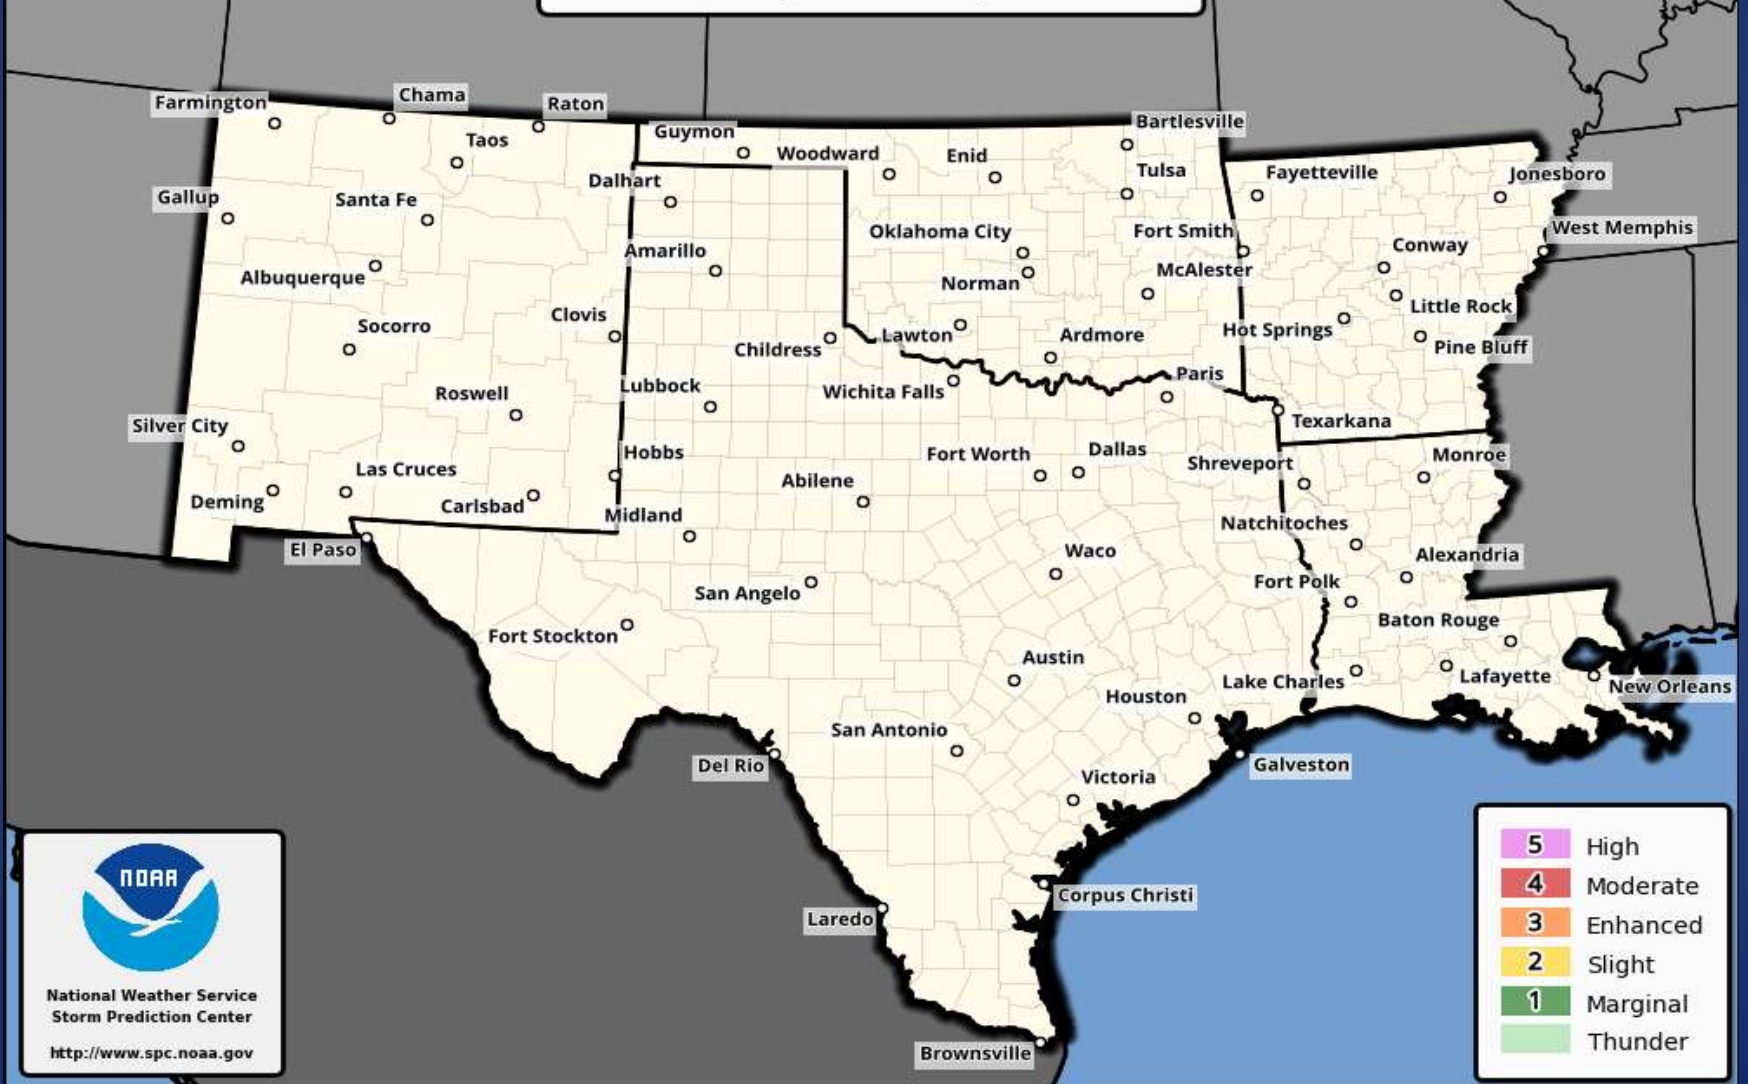 Farmington
Chama
Raton
Taos
Guymon
Woodward
Enid
Bartlesville
Tulsa
Fayetteville
Jonesboro
Gallup
Santa Fe
Dalhart
Oklahoma City
Fort Smith
West Memphis
Albuquerque
Amarillo
Norman
McAlester
Conway
Socorro
Clovis
Childress
Lawton
Ardmore
Hot Springs
Little Rock
Pine Bluff
Roswell
Lubbock
Wichita Falls
Paris
Texarkana
Silver City
Las Cruces
Hobbs
Abilene
Fort Worth
Dallas
Shreveport
Monroe
Deming
Carlsbad
Midland
Natchitoches
El Paso
San Angelo
Waco
Alexandria
Fort Polk
Fort Stockton
Baton Rouge
Austin
Lake Charles
Lafayette
New Orleans
Houston
San Antonio
Del Rio
Galveston
Victoria
Corpus Christi
Laredo
Brownsville
NOAA
National Weather Service
Storm Prediction Center
http://www.spc.noaa.gov
5 High
4 Moderate
3 Enhanced
2 Slight
1 Marginal
Thunder